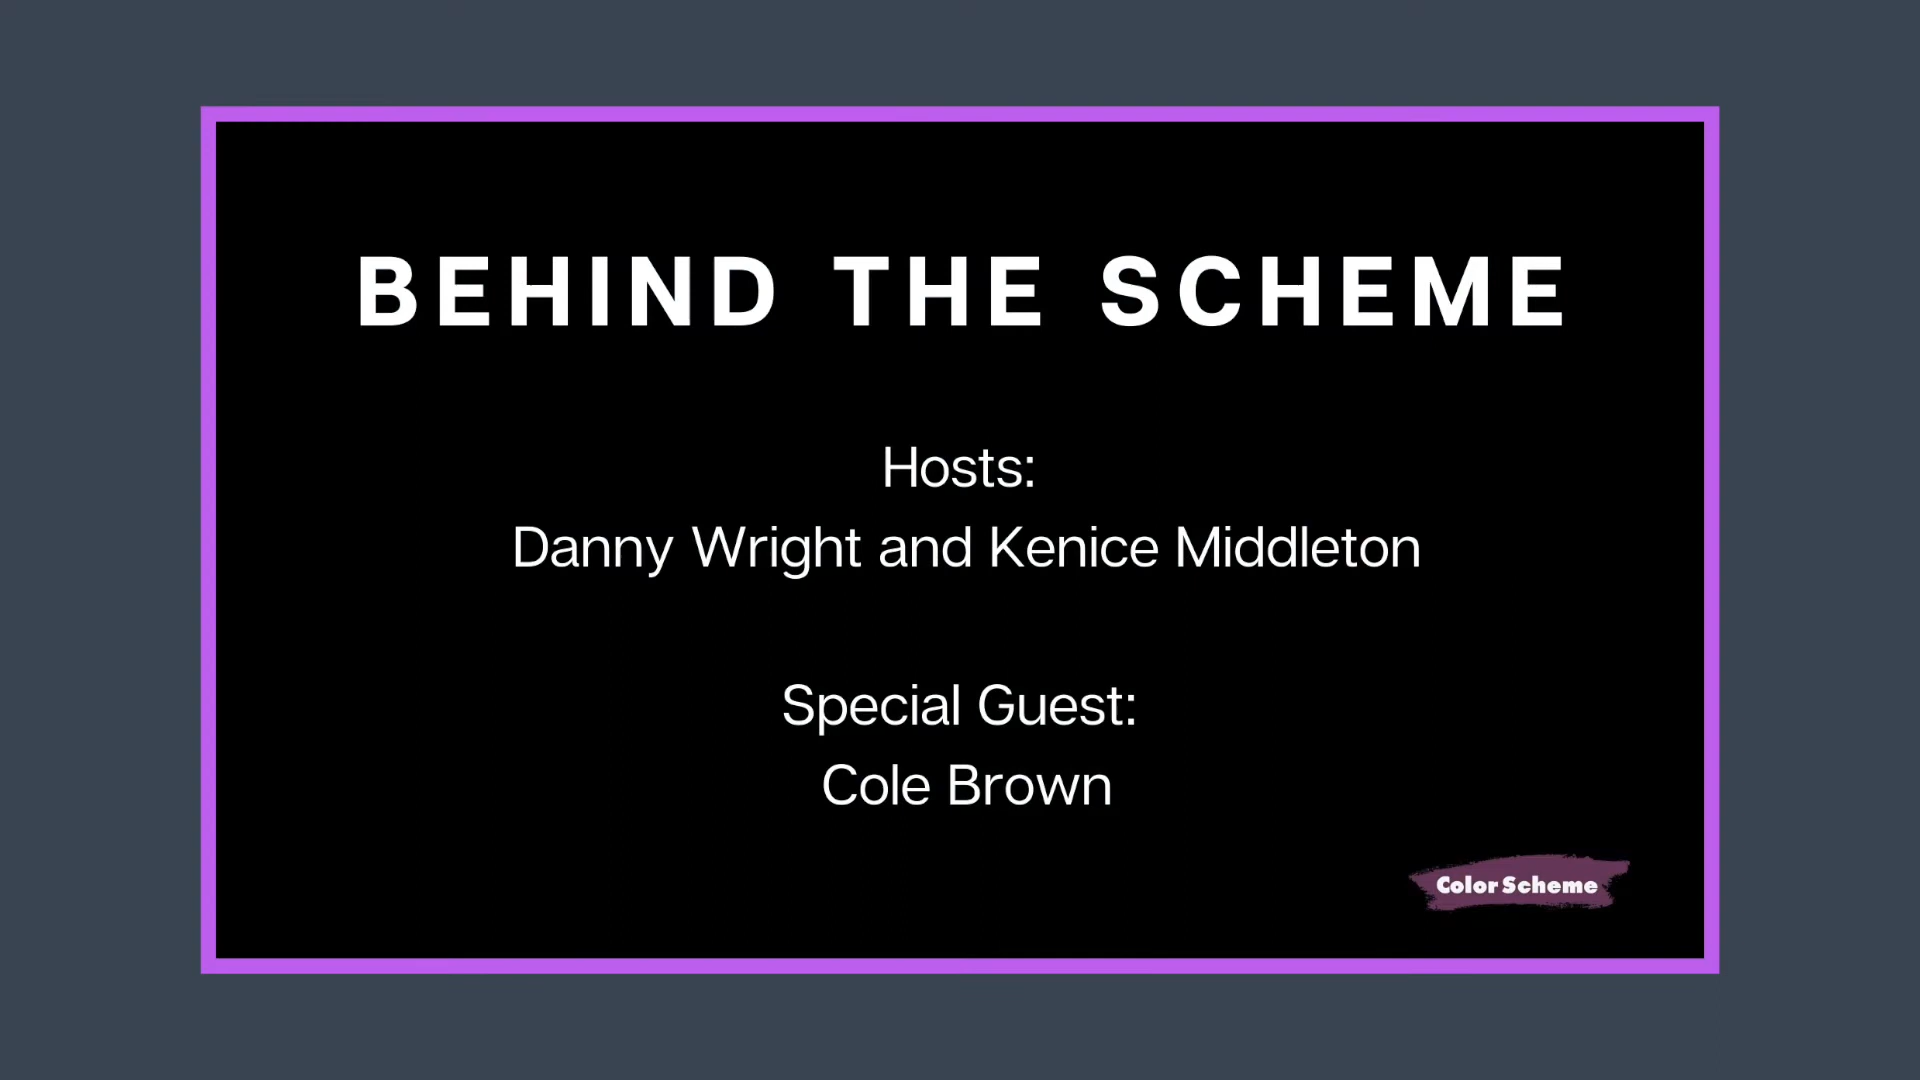 BEHIND THE SCHEME
Hosts:
Danny Wright and Kenice Middleton
Special Guest:
Cole Brown
Color Scheme